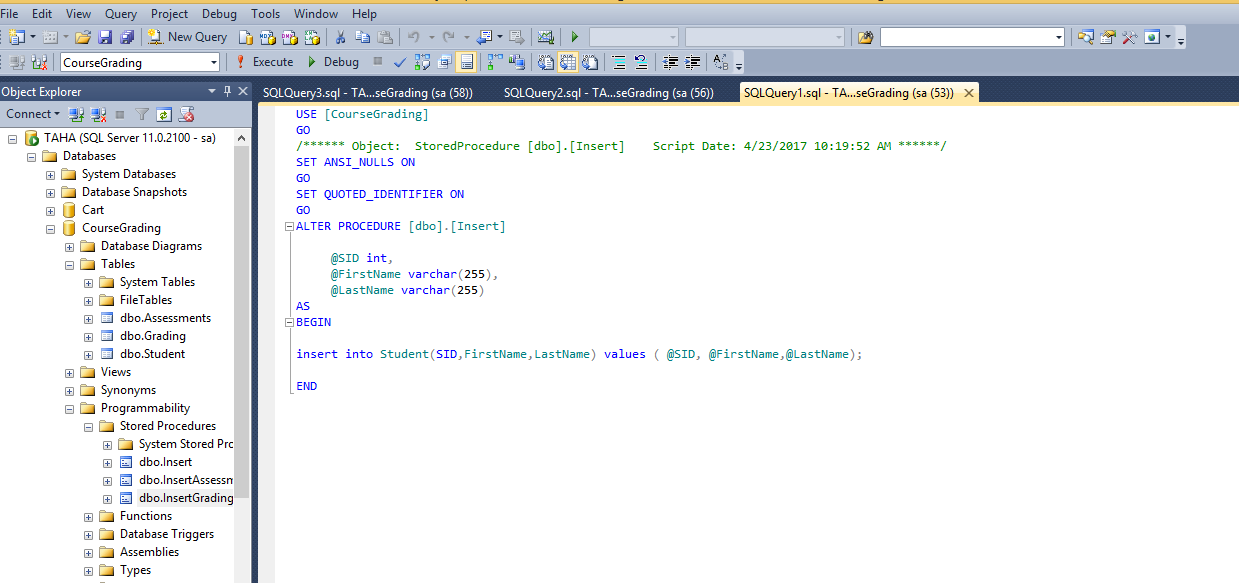 File Edit View Query Project Debug Tools Window Help
New Query
CourseGrading Execute Debug
Object Explorer
SQLQuery3.sql - TA...seGrading (sa (58)) SQLQuery2.sql - TA...seGrading (sa (56)) SQLQuery1.sql - TA...seGrading (sa (53))
Connect
TAHA (SQL Server 11.0.2100 - sa)
Databases
System Databases
Database Snapshots
Cart
CourseGrading
Database Diagrams
Tables
System Tables
FileTables
dbo.Assessments
dbo.Grading
dbo.Student
Views
Synonyms
Programmability
Stored Procedures
System Stored Prc
dbo.Insert
dbo.InsertAssessm
dbo.InsertGrading
Functions
Database Triggers
Assemblies
Types
USE [CourseGrading]
GO
/****** Object:  StoredProcedure [dbo].[Insert]    Script Date: 4/23/2017 10:19:52 AM ******/
SET ANSI_NULLS ON
GO
SET QUOTED_IDENTIFIER ON
GO
ALTER PROCEDURE [dbo].[Insert]
@SID int,
@FirstName varchar(255),
@LastName varchar(255)
AS
BEGIN
insert into Student(SID,FirstName,LastName) values ( @SID, @FirstName,@LastName);
END